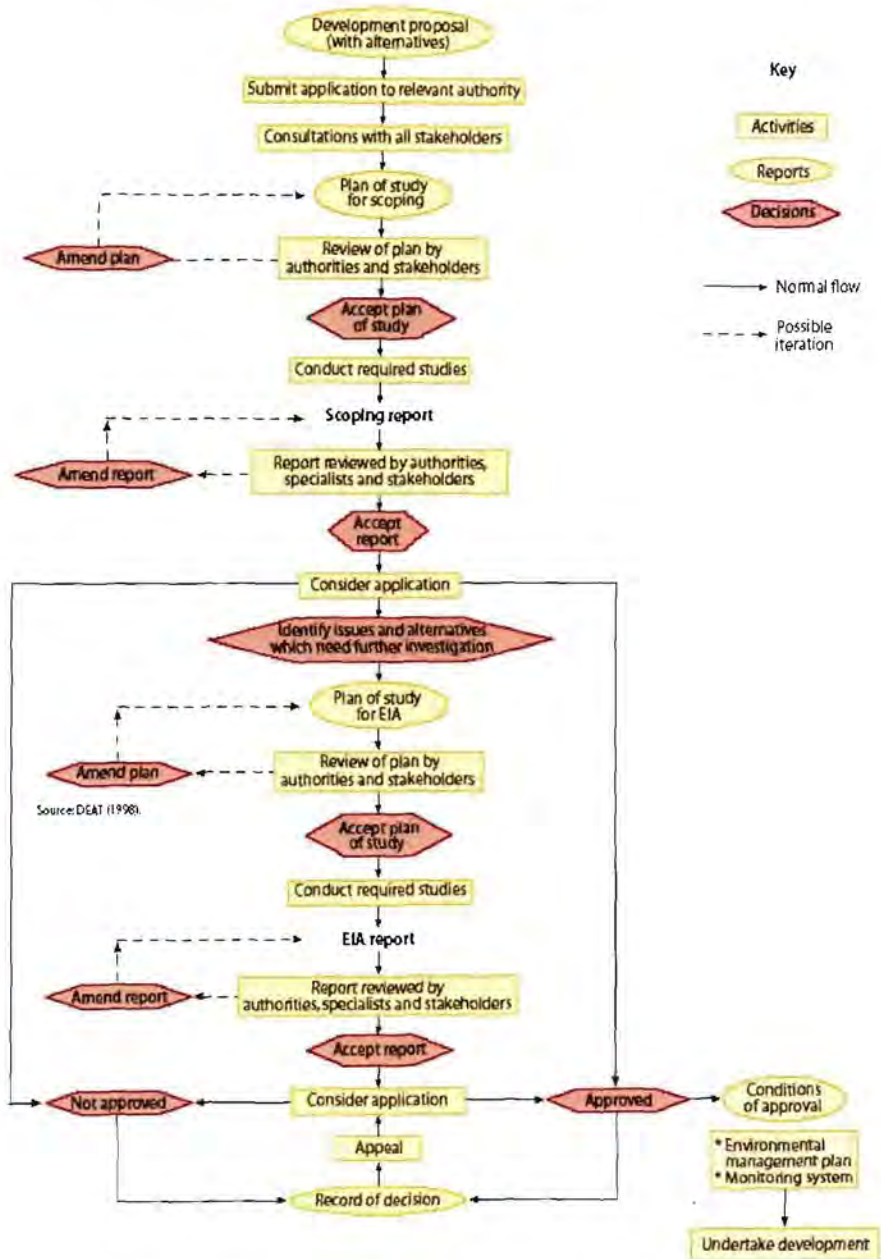 Development proposal
(with alternatives)
Key
Submit application to relevant authority
Activities
Consultations with all stakeholders
Reports
Plan of study
for scoping
Decisions
Amend plan
Review of plan by
authorities and stakeholders
Normal flow
Accept plan
of study
Possible
iteration
Conduct required studies
Scoping report
Amend report
Report reviewed by authorities,
specialists and stakeholders
Accept
report
Consider application
Identify issues and alternatives
which need further investigation
Plan of study
for EIA
Amend plan
Review of plan by
authorities and stakeholders
Source: DEAT (1998).
Accept plan
of study
Conduct required studies
EIA report
Amend report
Report reviewed by
authorities, specialists and stakeholders
Accept report
Not approved
Consider application
Approved
Conditions
of approval
Appeal
* Environmental
management plan
* Monitoring system
Record of decision
Undertake development